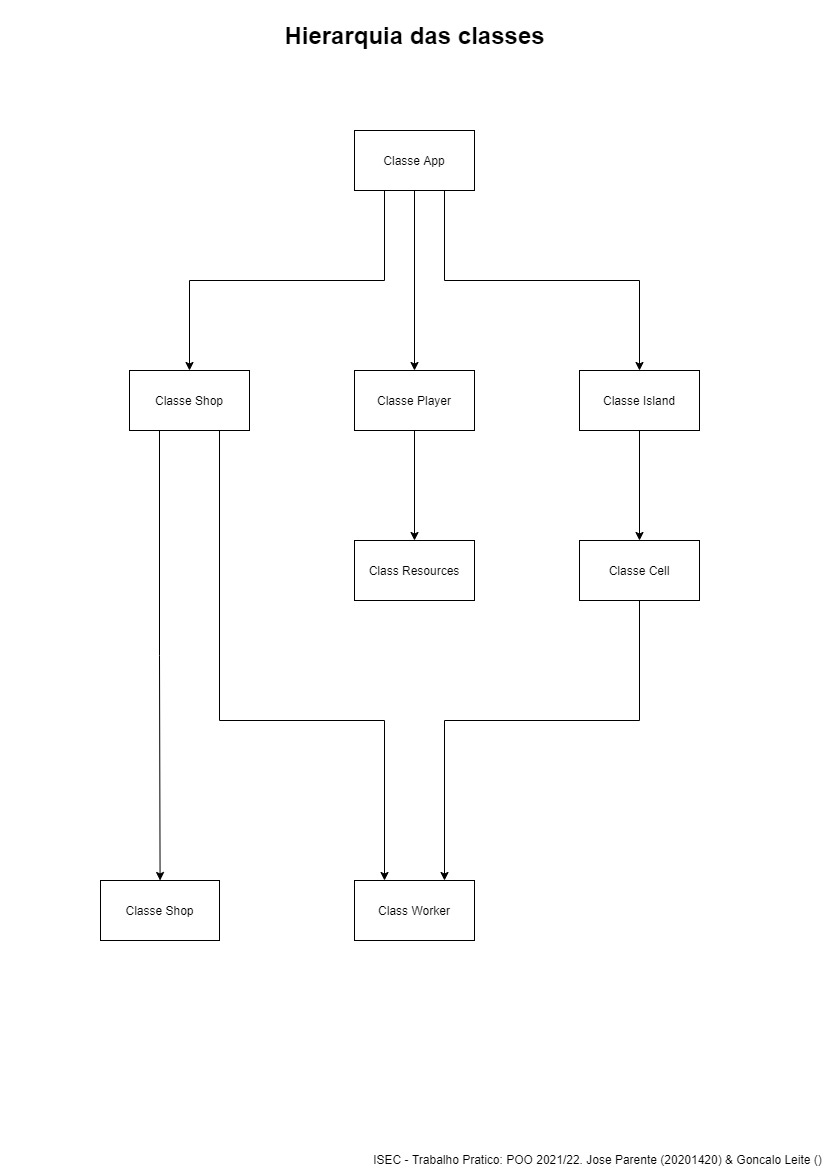 Hierarquia das classes
Classe App
Classe Shop
Classe Player
Classe Island
Class Resources
Classe Cell
Classe Shop
Class Worker
ISEC - Trabalho Pratico: POO 2021/22. Jose Parente (20201420) & Goncalo Leite ()